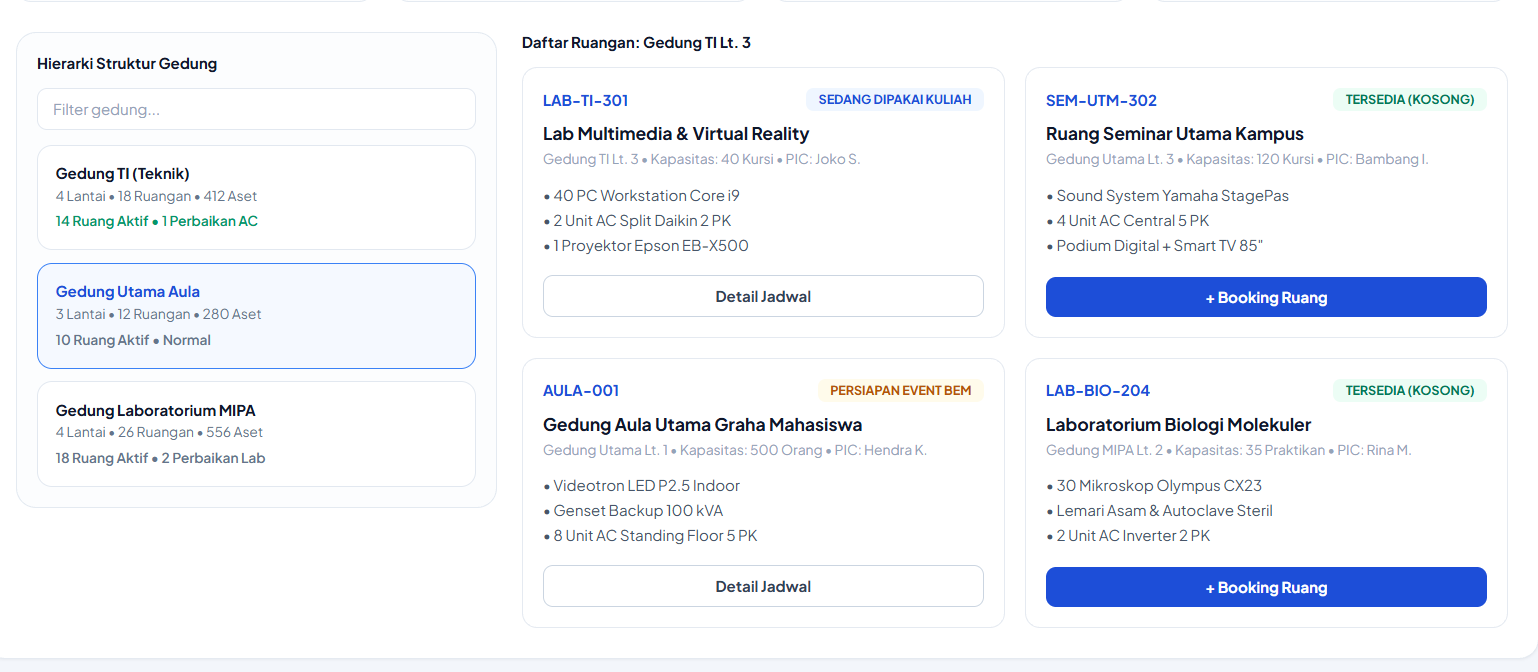 Hierarki Struktur Gedung
Filter gedung...
Gedung TI (Teknik)
4 Lantai • 18 Ruangan • 412 Aset
14 Ruang Aktif • 1 Perbaikan AC
Gedung Utama Aula
3 Lantai • 12 Ruangan • 280 Aset
10 Ruang Aktif • Normal
Gedung Laboratorium MIPA
4 Lantai • 26 Ruangan • 556 Aset
18 Ruang Aktif • 2 Perbaikan Lab
Daftar Ruangan: Gedung TI Lt. 3
LAB-TI-301
SEDANG DIPAKAI KULIAH
Lab Multimedia & Virtual Reality
Gedung TI Lt. 3 • Kapasitas: 40 Kursi • PIC: Joko S.
• 40 PC Workstation Core i9
• 2 Unit AC Split Daikin 2 PK
• 1 Proyektor Epson EB-X500
Detail Jadwal
SEM-UTM-302
TERSEDIA (KOSONG)
Ruang Seminar Utama Kampus
Gedung Utama Lt. 3 • Kapasitas: 120 Kursi • PIC: Bambang I.
• Sound System Yamaha StagePas
• 4 Unit AC Central 5 PK
• Podium Digital + Smart TV 85"
+ Booking Ruang
AULA-001
PERSIAPAN EVENT BEM
Gedung Aula Utama Graha Mahasiswa
Gedung Utama Lt. 1 • Kapasitas: 500 Orang • PIC: Hendra K.
• Videotron LED P2.5 Indoor
• Genset Backup 100 kVA
• 8 Unit AC Standing Floor 5 PK
Detail Jadwal
LAB-BIO-204
TERSEDIA (KOSONG)
Laboratorium Biologi Molekuler
Gedung MIPA Lt. 2 • Kapasitas: 35 Praktikan • PIC: Rina M.
• 30 Mikroskop Olympus CX23
• Lemari Asam & Autoclave Steril
• 2 Unit AC Inverter 2 PK
+ Booking Ruang